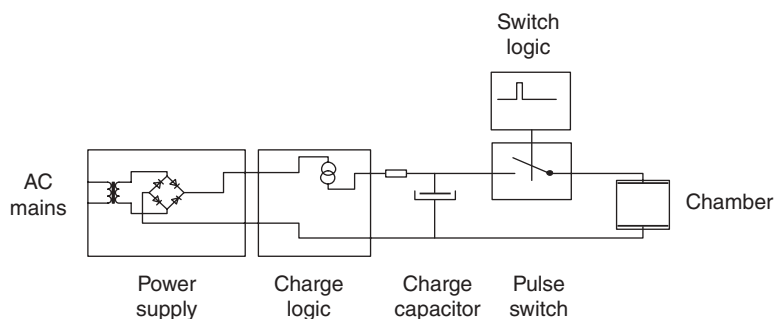 Switch
logic
AC
mains
Chamber
Power
supply
Charge
logic
Charge
capacitor
Pulse
switch